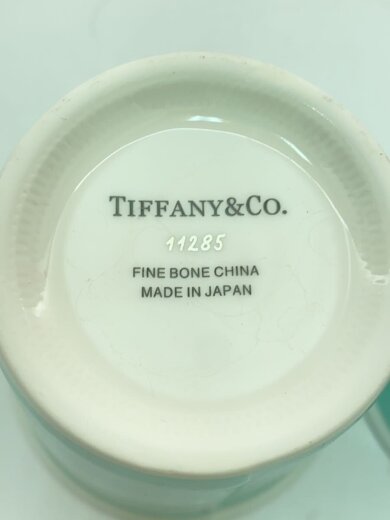 TIFFANY&CO.
11285
FINE BONE CHINA
MADE IN JAPAN